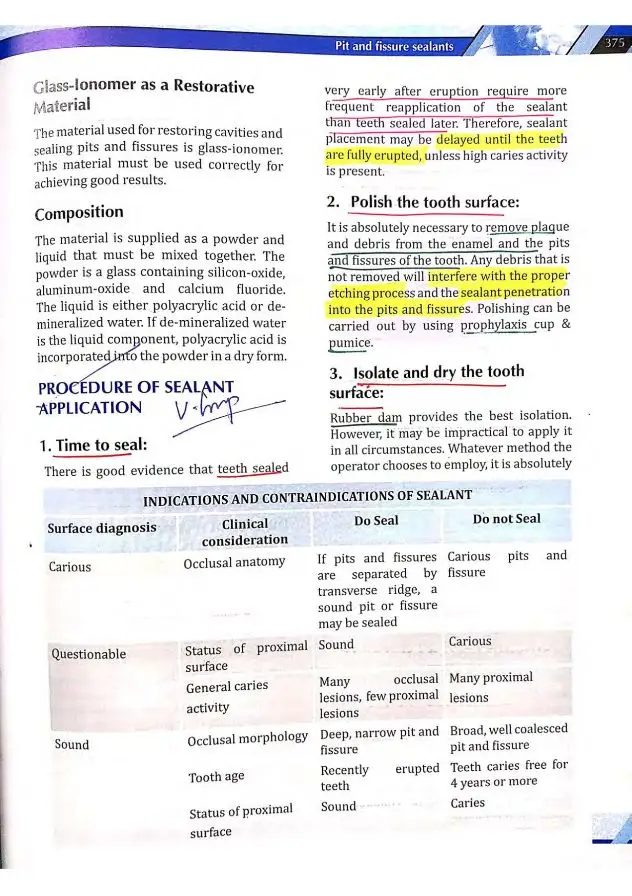 Pit and fissure sealants
375
Glass-Ionomer as a Restorative
Material
The material used for restoring cavities and
sealing pits and fissures is glass-ionomer.
This material must be used correctly for
achieving good results.
Composition
The material is supplied as a powder and
liquid that must be mixed together. The
powder is a glass containing silicon-oxide,
aluminum-oxide and calcium fluoride.
The liquid is either polyacrylic acid or de-
mineralized water. If de-mineralized water
is the liquid component, polyacrylic acid is
incorporated into the powder in a dry form.
PROCEDURE OF SEALANT
APPLICATION V-Imp
1. Time to seal:
There is good evidence that teeth sealed
very early after eruption require more
frequent reapplication of the sealant
than teeth sealed later. Therefore, sealant
placement may be delayed until the teeth
are fully erupted, unless high caries activity
is present.
2. Polish the tooth surface:
It is absolutely necessary to remove plaque
and debris from the enamel and the pits
and fissures of the tooth. Any debris that is
not removed will interfere with the proper
etching process and the sealant penetration
into the pits and fissures. Polishing can be
carried out by using prophylaxis cup &
pumice.
3. Isolate and dry the tooth
surface:
Rubber dam provides the best isolation.
However, it may be impractical to apply it
in all circumstances. Whatever method the
operator chooses to employ, it is absolutely
INDICATIONS AND CONTRAINDICATIONS OF SEALANT
Surface diagnosis
Clinical
consideration
Do Seal
Do not Seal
Carious
Occlusal anatomy
If pits and fissures
are separated by
transverse ridge, a
sound pit or fissure
may be sealed
Carious pits and
fissure
Questionable
Status of proximal
surface
Sound
Carious
General caries
activity
Many occlusal
lesions, few proximal
lesions
Many proximal
lesions
Sound
Occlusal morphology
Deep, narrow pit and
fissure
Broad, well coalesced
pit and fissure
Tooth age
Recently erupted
teeth
Teeth caries free for
4 years or more
Status of proximal
surface
Sound
Caries